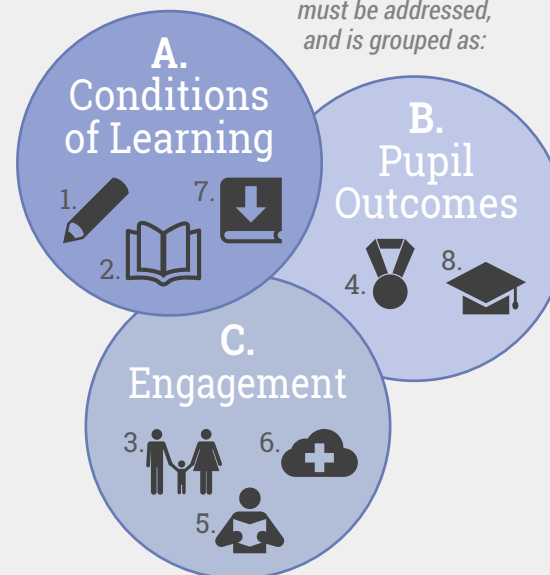 must be addressed,
and is grouped as:
A.
Conditions
of Learning
1.
7.
2.
B.
Pupil
Outcomes
4.
8.
C.
Engagement
3.
6.
5.